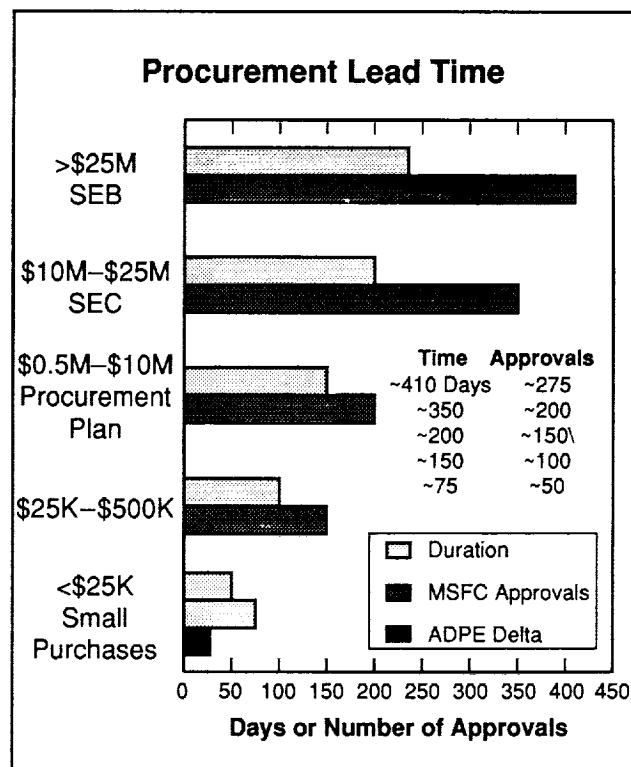 Procurement Lead Time
>$25M
SEB
$10M–$25M
SEC
$0.5M–$10M
Procurement
Plan
$25K–$500K
<$25K
Small
Purchases
Time Approvals
~410 Days ~275
~350 ~200
~200 ~150\
~150 ~100
~75 ~50
Duration
MSFC Approvals
ADPE Delta
0 50 100 150 200 250 300 350 400 450
Days or Number of Approvals